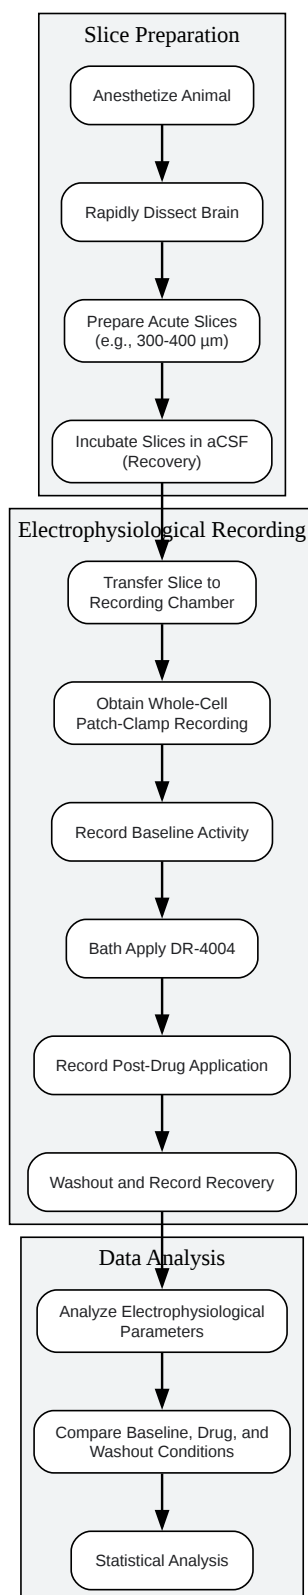 Slice Preparation
Anesthetize Animal
Rapidly Dissect Brain
Prepare Acute Slices
(e.g., 300-400 µm)
Incubate Slices in aCSF
(Recovery)
Electrophysiological Recording
Transfer Slice to
Recording Chamber
Obtain Whole-Cell
Patch-Clamp Recording
Record Baseline Activity
Bath Apply DR-4004
Record Post-Drug Application
Washout and Record Recovery
Data Analysis
Analyze Electrophysiological
Parameters
Compare Baseline, Drug, and
Washout Conditions
Statistical Analysis